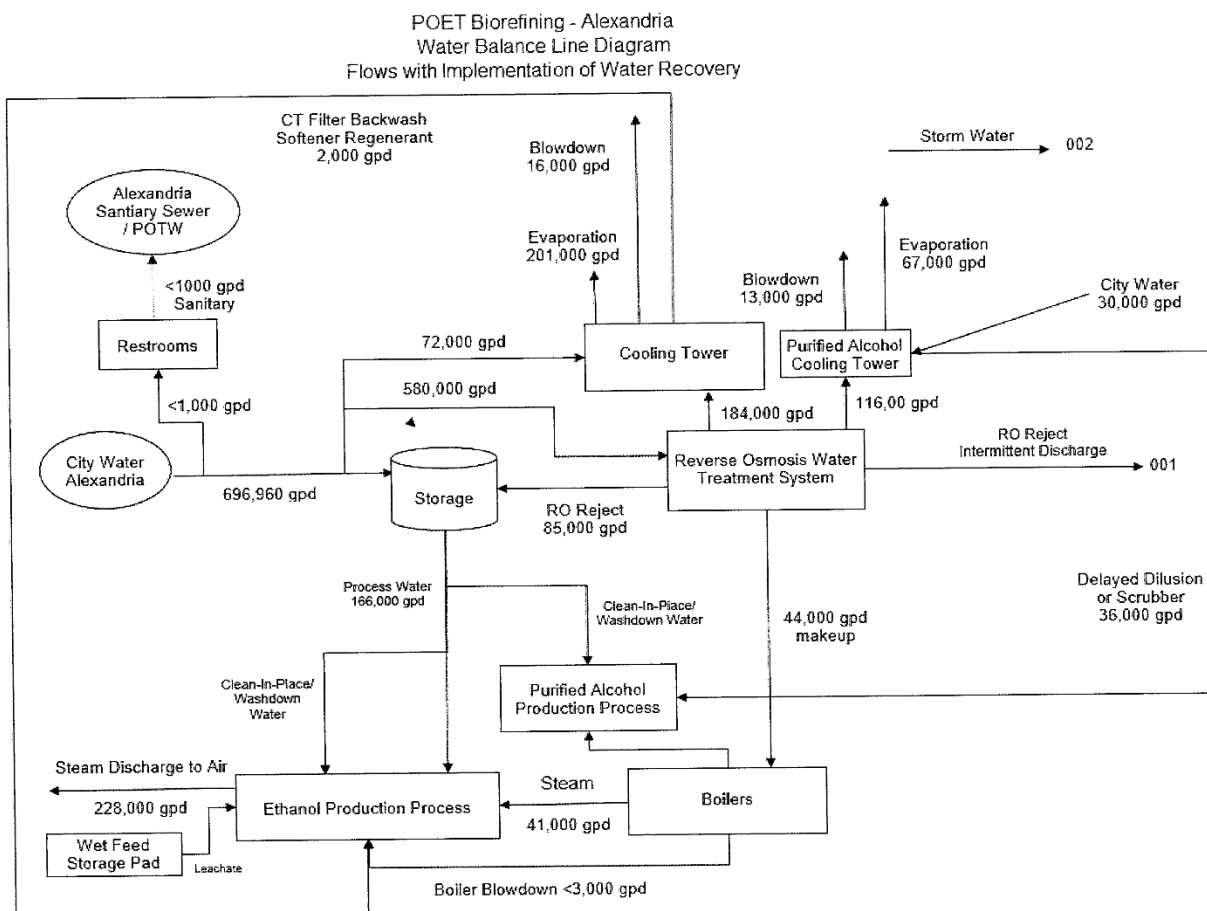 POET Biorefining - Alexandria
Water Balance Line Diagram
Flows with Implementation of Water Recovery
CT Filter Backwash
Softener Regenerant
2,000 gpd
Blowdown
16,000 gpd
Storm Water
002
Alexandria
Santiary Sewer
/ POTW
Evaporation
201,000 gpd
Evaporation
67,000 gpd
Blowdown
13,000 gpd
City Water
30,000 gpd
<1000 gpd
Sanitary
Restrooms
72,000 gpd
Cooling Tower
Purified Alcohol
Cooling Tower
580,000 gpd
<1,000 gpd
184,000 gpd
116,00 gpd
City Water
Alexandria
696,960 gpd
Storage
Reverse Osmosis Water
Treatment System
RO Reject
Intermittent Discharge
001
RO Reject
85,000 gpd
Process Water
166,000 gpd
Clean-In-Place/
Washdown Water
44,000 gpd
makeup
Delayed Dilusion
or Scrubber
36,000 gpd
Clean-In-Place/
Washdown
Water
Purified Alcohol
Production Process
Steam Discharge to Air
228,000 gpd
Ethanol Production Process
Steam
41,000 gpd
Boilers
Wet Feed
Storage Pad
Leachate
Boiler Blowdown <3,000 gpd